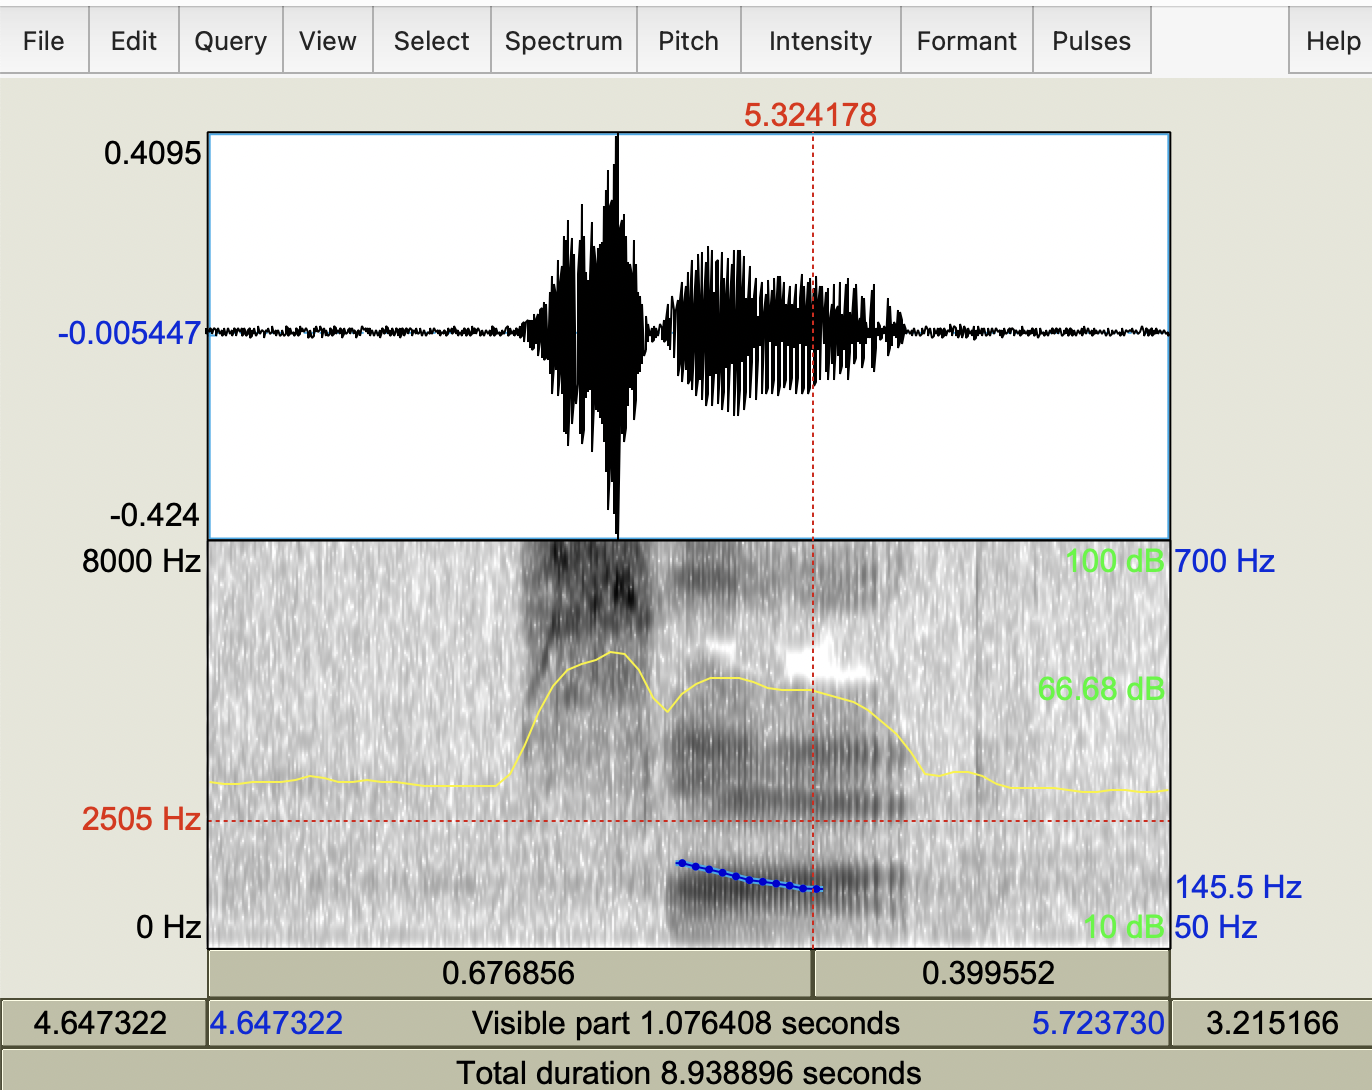 File Edit Query View Select Spectrum Pitch Intensity Formant Pulses Help
5.324178
0.4095
-0.005447
-0.424
8000 Hz 100 dB 700 Hz
66.68 dB
2505 Hz
145.5 Hz
0 Hz 10 dB 50 Hz
0.676856 0.399552
4.647322 4.647322 Visible part 1.076408 seconds 5.723730 3.215166
Total duration 8.938896 seconds